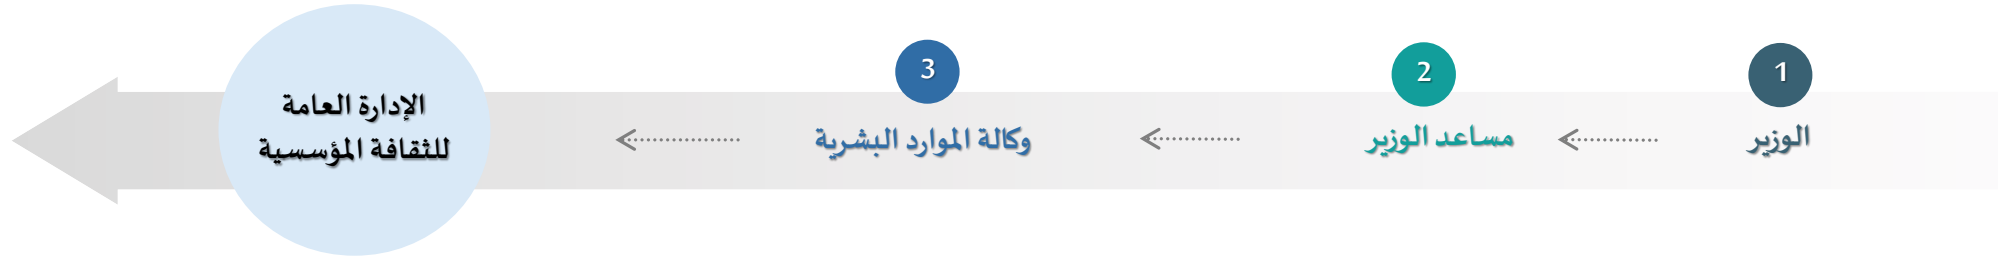 1
الوزير
2
مساعد الوزير
3
وكالة الموارد البشرية
الإدارة العامة
للثقافة المؤسسية